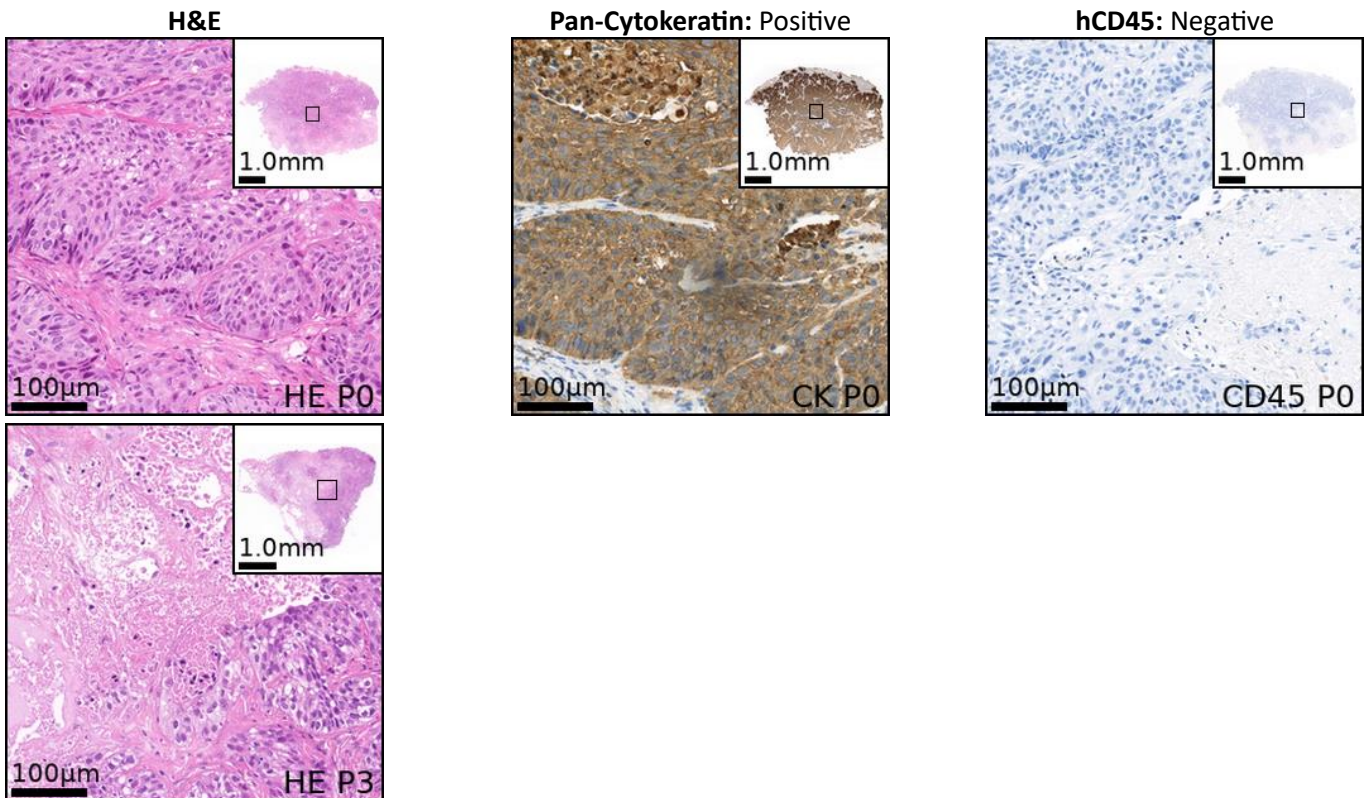 H&E
Pan-Cytokeratin: Positive
hCD45: Negative
1.0mm
100µm
HE P0
1.0mm
100µm
CK P0
1.0mm
100µm
CD45 P0
1.0mm
100µm
HE P3